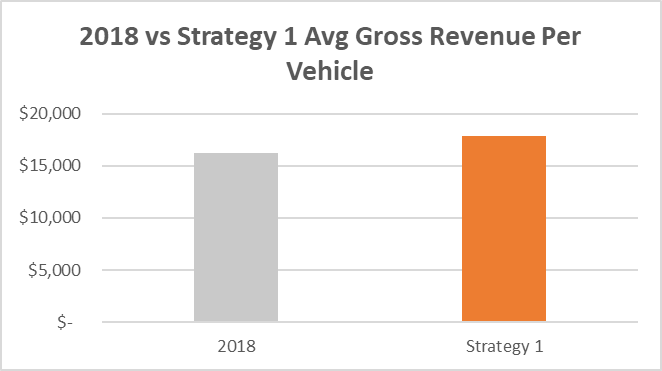 2018 vs Strategy 1 Avg Gross Revenue Per
Vehicle
$20,000
$15,000
$10,000
$5,000
$-
2018
Strategy 1